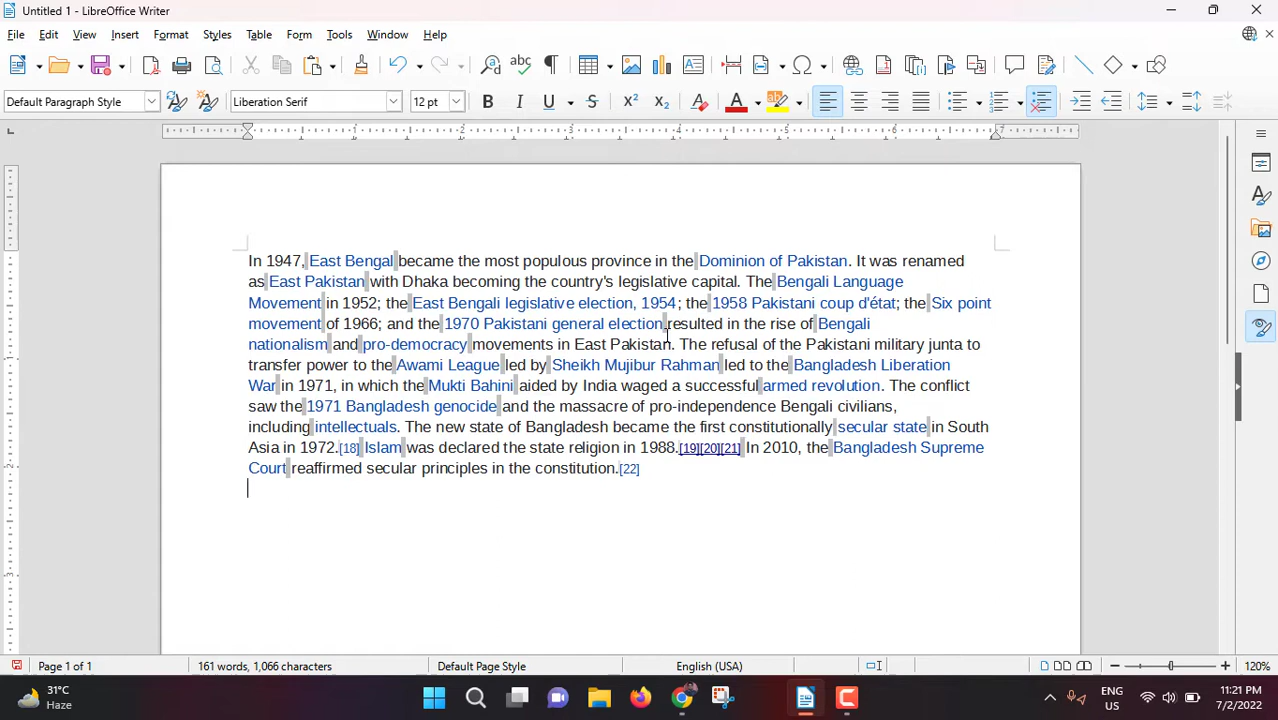 Untitled 1 - LibreOffice Writer
File Edit View Insert Format Styles Table Form Tools Window Help
Default Paragraph Style Liberation Serif 12 pt
1 2 3 4 5 6 7
In 1947, East Bengal became the most populous province in the Dominion of Pakistan. It was renamed
as East Pakistan with Dhaka becoming the country's legislative capital. The Bengali Language
Movement in 1952; the East Bengali legislative election, 1954; the 1958 Pakistani coup d'état; the Six point
movement of 1966; and the 1970 Pakistani general election resulted in the rise of Bengali
nationalism and pro-democracy movements in East Pakistan. The refusal of the Pakistani military junta to
transfer power to the Awami League led by Sheikh Mujibur Rahman led to the Bangladesh Liberation
War in 1971, in which the Mukti Bahini aided by India waged a successful armed revolution. The conflict
saw the 1971 Bangladesh genocide and the massacre of pro-independence Bengali civilians,
including intellectuals. The new state of Bangladesh became the first constitutionally secular state in South
Asia in 1972.[18] Islam was declared the state religion in 1988.[19][20][21] In 2010, the Bangladesh Supreme
Court reaffirmed secular principles in the constitution.[22]
Page 1 of 1 161 words, 1,066 characters Default Page Style English (USA) 120%
31°C
Haze
ENG
US
11:21 PM
7/2/2022